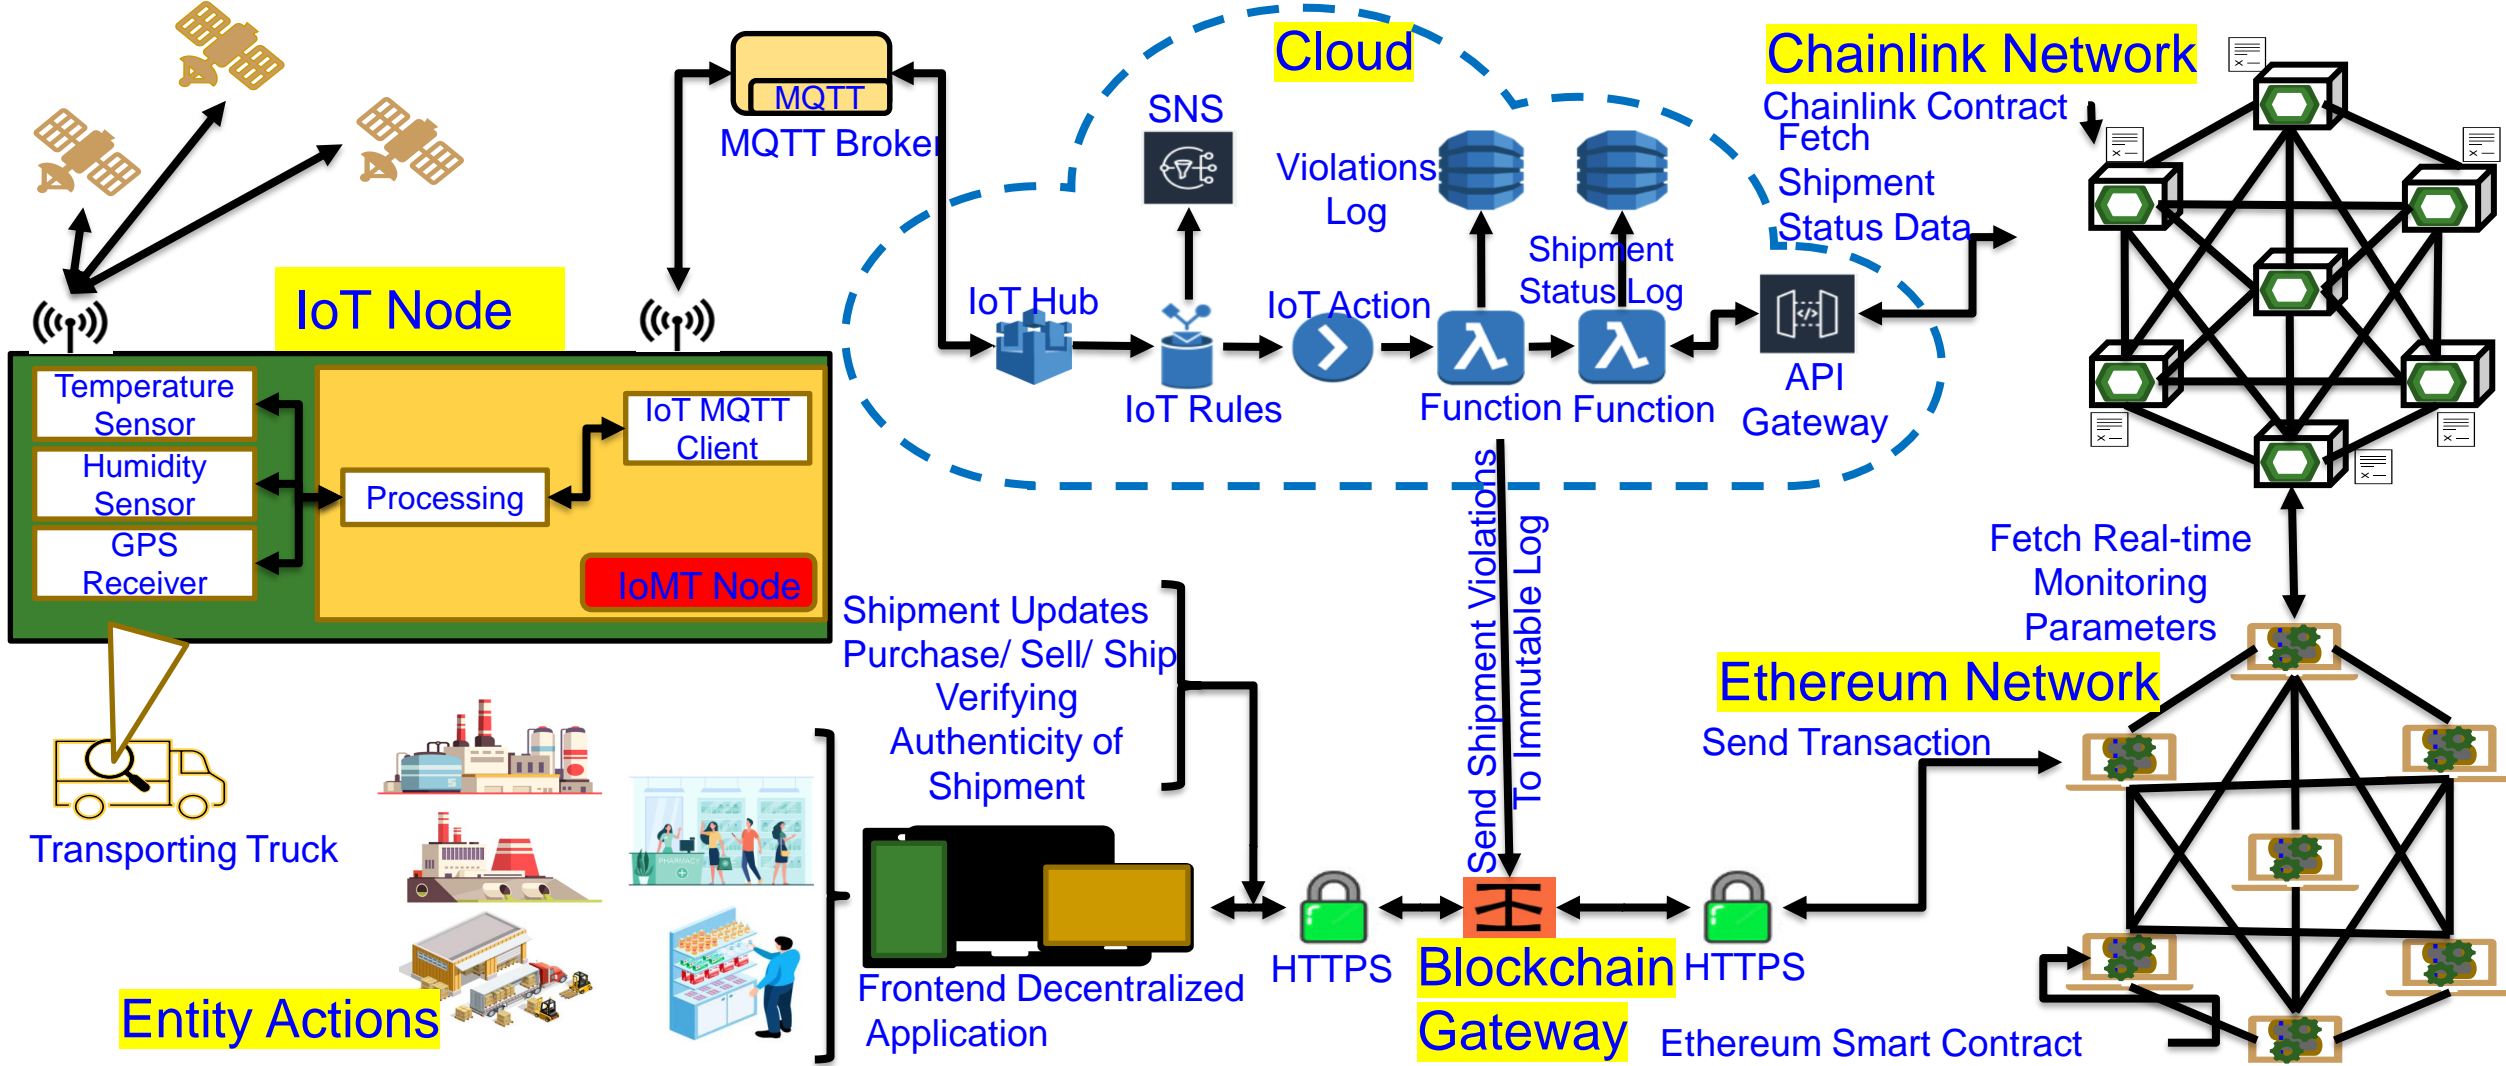 Cloud
Chainlink Network
Chainlink Contract
Fetch
Shipment
Status Data
MQTT
MQTT Broker
SNS
Violations
Log
Shipment
Status Log
IoT Hub
IoT Action
IoT Rules
Function
Function
API
Gateway
IoT Node
Temperature
Sensor
Humidity
Sensor
GPS
Receiver
Processing
IoT MQTT
Client
IoMT Node
Fetch Real-time
Monitoring
Parameters
Send Shipment Violations
To Immutable Log
Shipment Updates
Purchase/ Sell/ Ship
Verifying
Authenticity of
Shipment
Ethereum Network
Send Transaction
Transporting Truck
PHARMACY
Entity Actions
Frontend Decentralized
Application
HTTPS
Blockchain
Gateway
HTTPS
Ethereum Smart Contract